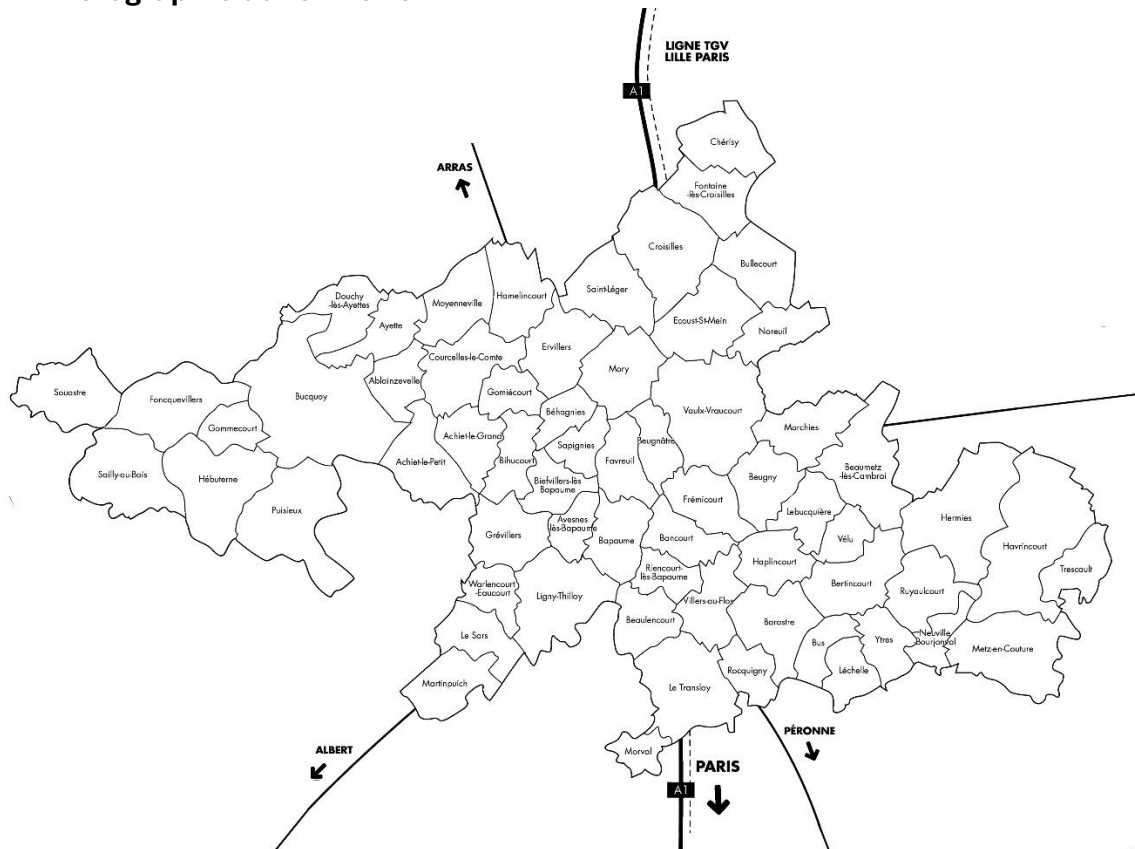 LIGNE TGV
LILLE PARIS
A1
Chérisy
ARRAS
Fontaine
-lès-Croisilles
Croisilles
Bullecourt
Saint-Léger
Hamelincourt
Moyenneville
Douchy
-lès-Ayettes
Ayette
Ecoust-St-Mein
Noreuil
Ervillers
Courcelles-le-Comte
Mory
Ablainzevelle
Gomiécourt
Bucquoy
Souastre
Foncquevillers
Gommecourt
Béhagnies
Vaulx-Vraucourt
Morchies
Achiet-le-Grand
Beugnâtre
Sapignies
Achiet-le-Petit
Bihucourt
Favreuil
Sailly-au-Bois
Hébuterne
Beaumetz
-lès-Cambrai
Beugny
Biefvillers-lès
Bapaume
Puisieux
Frémicourt
Lebucquière
Hermies
Avesnes
-lès-Bapaume
Grévillers
Bapaume
Bancourt
Vélu
Havrincourt
Trescault
Haplincourt
Riencourt
-lès-Bapaume
Bertincourt
Warlencourt
-Eaucourt
Ligny-Thilloy
Ruyaulcourt
Villers-au-Flos
Beaulencourt
Barastre
Le Sars
Neuville
-Bourjonval
Ytres
Bus
Metz-en-Couture
Léchelle
Rocquigny
Martinpuich
Le Transloy
PÉRONNE
ALBERT
Morval
PARIS
A1